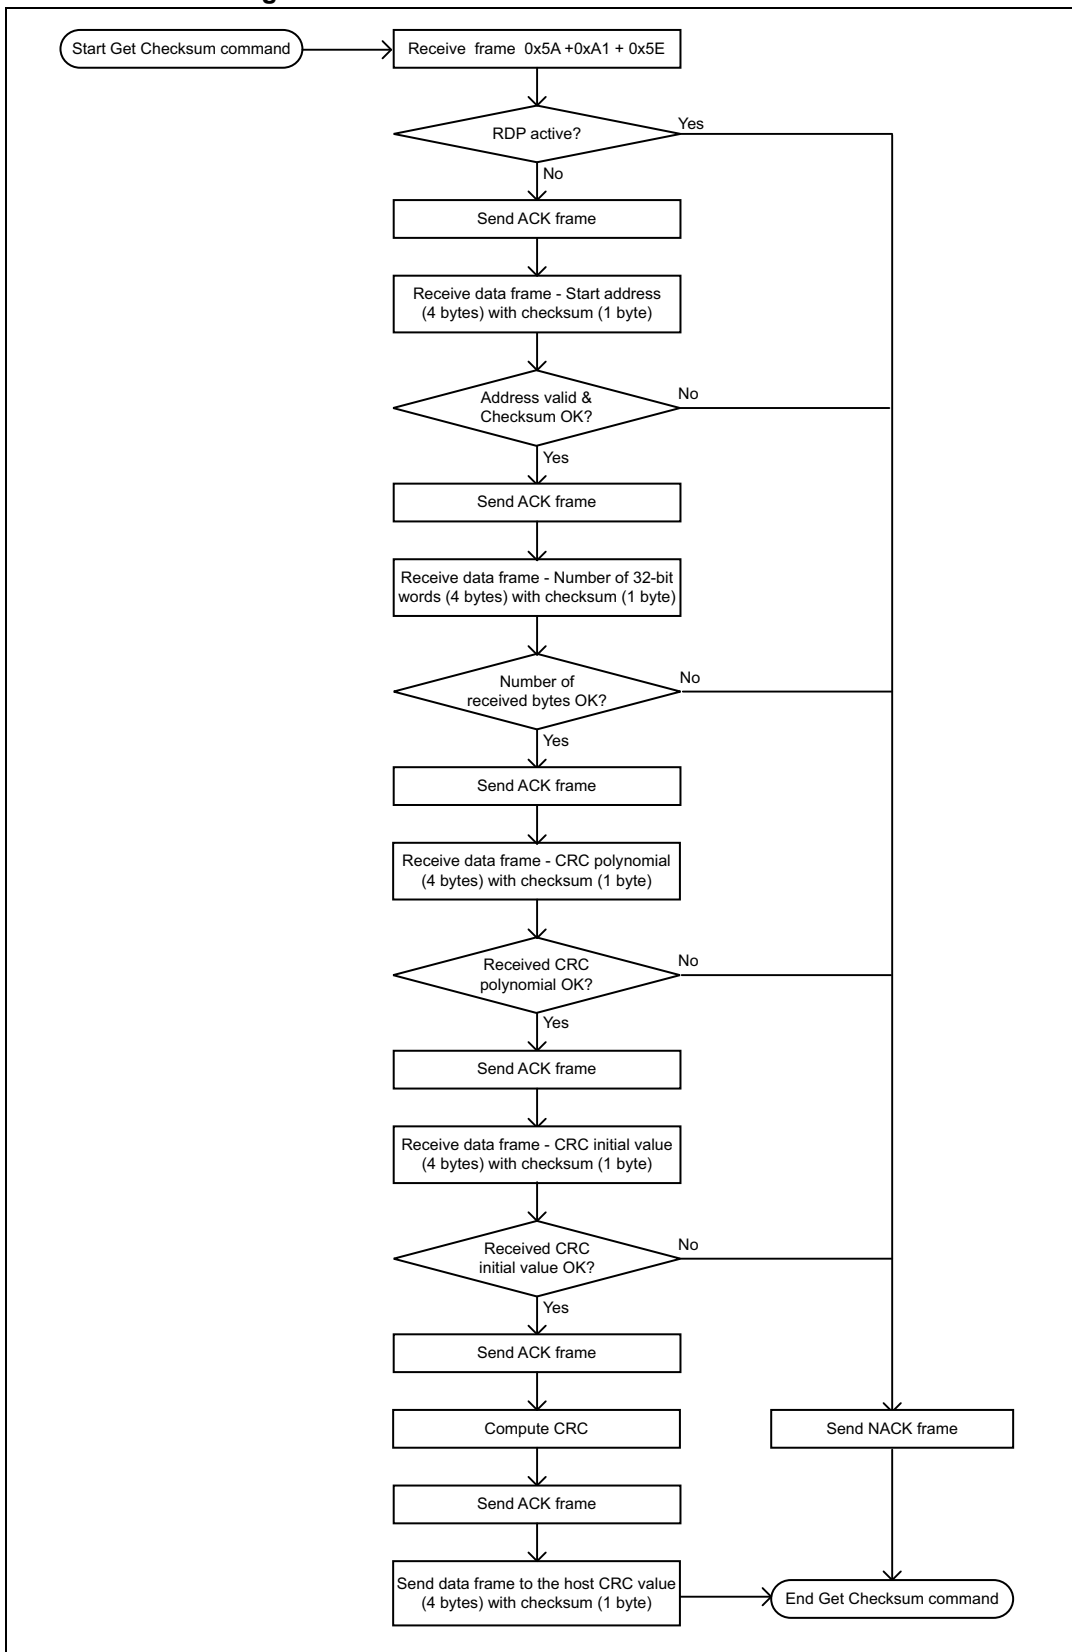 Start Get Checksum command
Receive frame 0x5A +0xA1 + 0x5E
RDP active?
Yes
No
Send ACK frame
Receive data frame - Start address
(4 bytes) with checksum (1 byte)
Address valid &
Checksum OK?
No
Yes
Send ACK frame
Receive data frame - Number of 32-bit
words (4 bytes) with checksum (1 byte)
Number of
received bytes OK?
No
Yes
Send ACK frame
Receive data frame - CRC polynomial
(4 bytes) with checksum (1 byte)
Received CRC
polynomial OK?
No
Yes
Send ACK frame
Receive data frame - CRC initial value
(4 bytes) with checksum (1 byte)
Received CRC
initial value OK?
No
Yes
Send ACK frame
Compute CRC
Send NACK frame
Send ACK frame
Send data frame to the host CRC value
(4 bytes) with checksum (1 byte)
End Get Checksum command